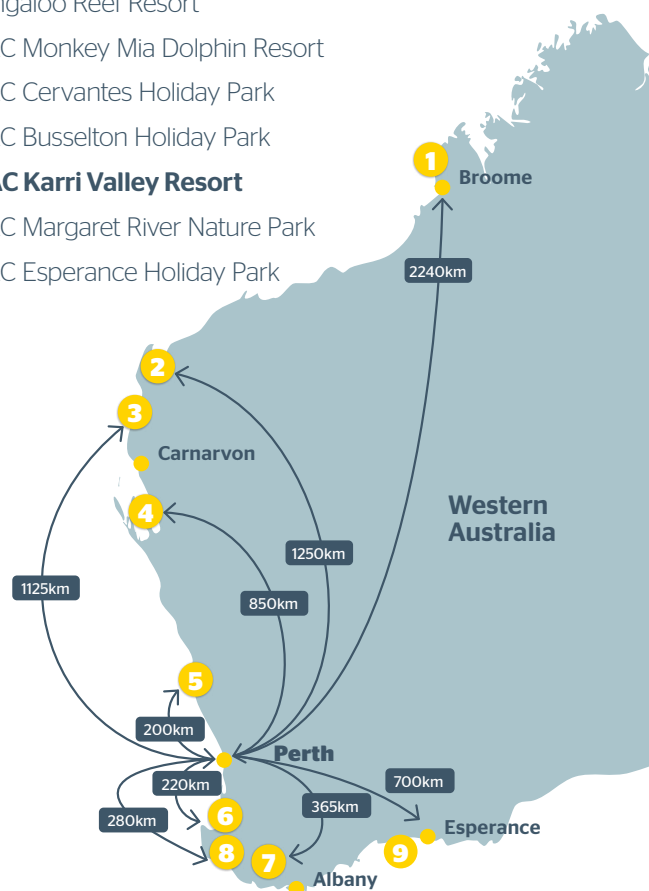 Reef Resort
C Monkey Mia Dolphin Resort
C Cervantes Holiday Park
C Busselton Holiday Park
C Karri Valley Resort
C Margaret River Nature Park
C Esperance Holiday Park
1
Broome
2240km
2
3
Carnarvon
4
Western
Australia
1250km
1125km
850km
5
200km
Perth
700km
220km
365km
280km
6
Esperance
8
7
9
Albany